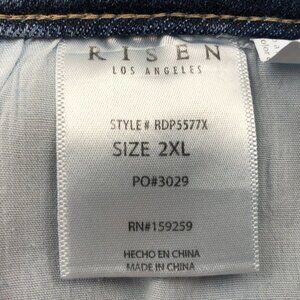 RISEN
LOS ANGELES
STYLE# RDP5577X
SIZE 2XL
PO#3029
RN#159259
HECHO EN CHINA
MADE IN CHINA